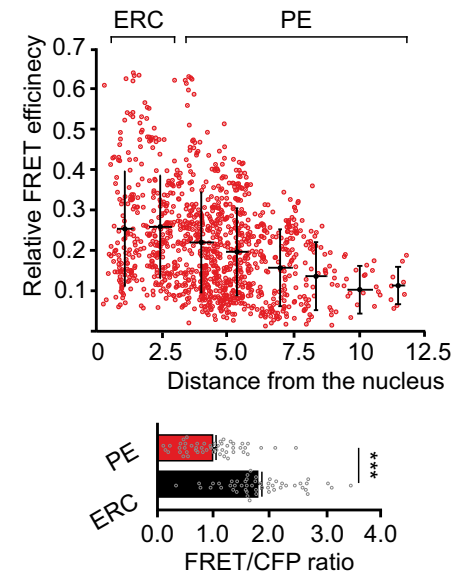 ERC PE
Relative FRET efficinecy
0.7
0.6
0.5
0.4
0.3
0.2
0.1
0 2.5 5.0 7.5 10 12.5
Distance from the nucleus
PE
ERC
***
0.0 1.0 2.0 3.0 4.0
FRET/CFP ratio